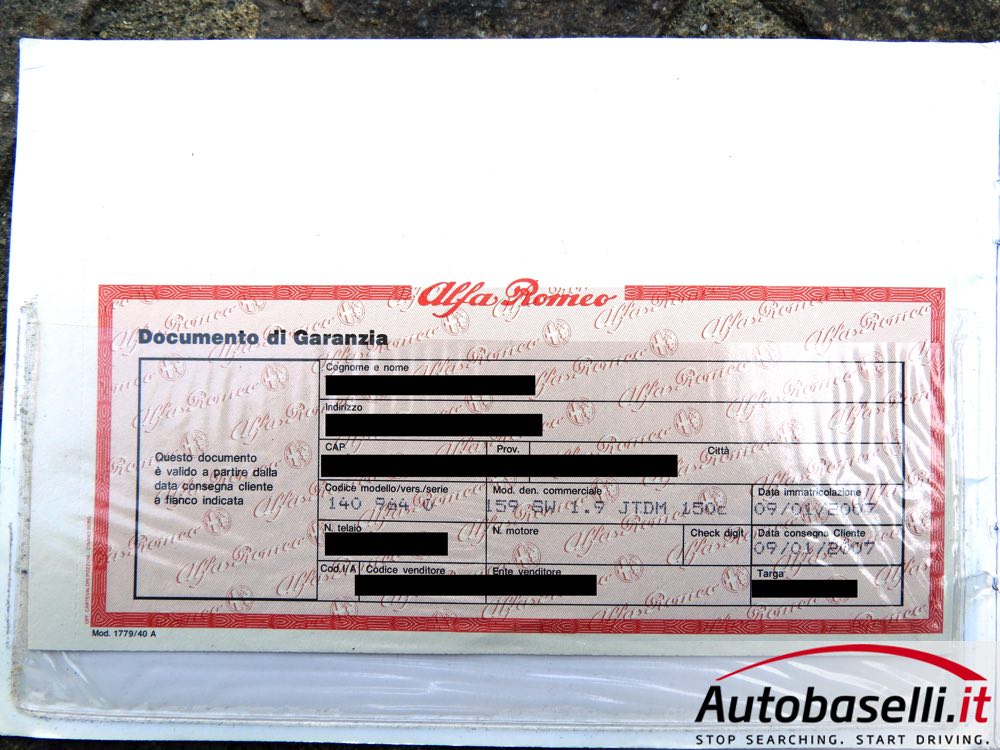 Alfa Romeo
Documento di Garanzia
Cognome e nome
Indirizzo
CAP Prov. Città
Questo documento
è valido a partire dalla
data consegna cliente
a fianco indicata
Codice modello/vers./serie Mod. den. commerciale Data immatricolazione
140 964 0 159 SW 1.9 JTDM 150c 09/01/2007
N. telaio N. motore Check digit Data consegna Cliente
09/01/2007
Cod.I/A / Codice venditore Ente venditore Targa
Mod. 1779/40 A
Autobaselli.it
STOP SEARCHING. START DRIVING.